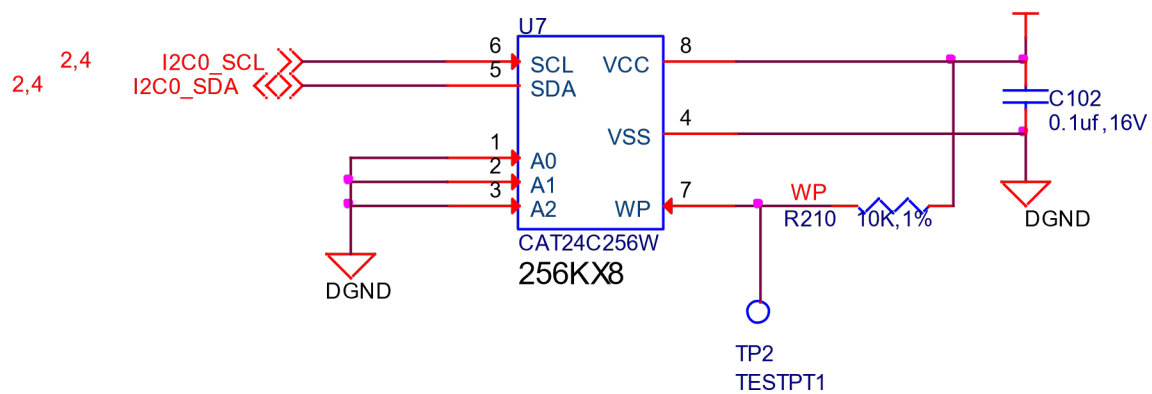 U7
2,4
I2C0_SCL
6
SCL
VCC
8
2,4
I2C0_SDA
5
SDA
C102
0.1uf,16V
VSS
4
1
A0
2
A1
3
A2
WP
7
WP
R210
10K,1%
DGND
CAT24C256W
256KX8
DGND
TP2
TESTPT1